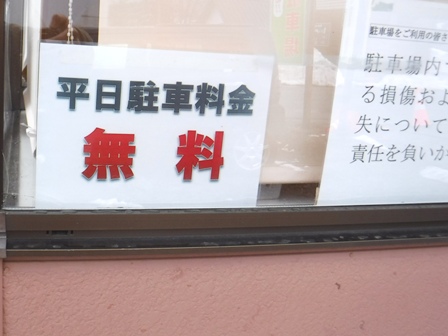 平日駐車料金
無料
駐車場をご利用の皆さ
駐車場内
る損傷およ
失について
責任を負いか